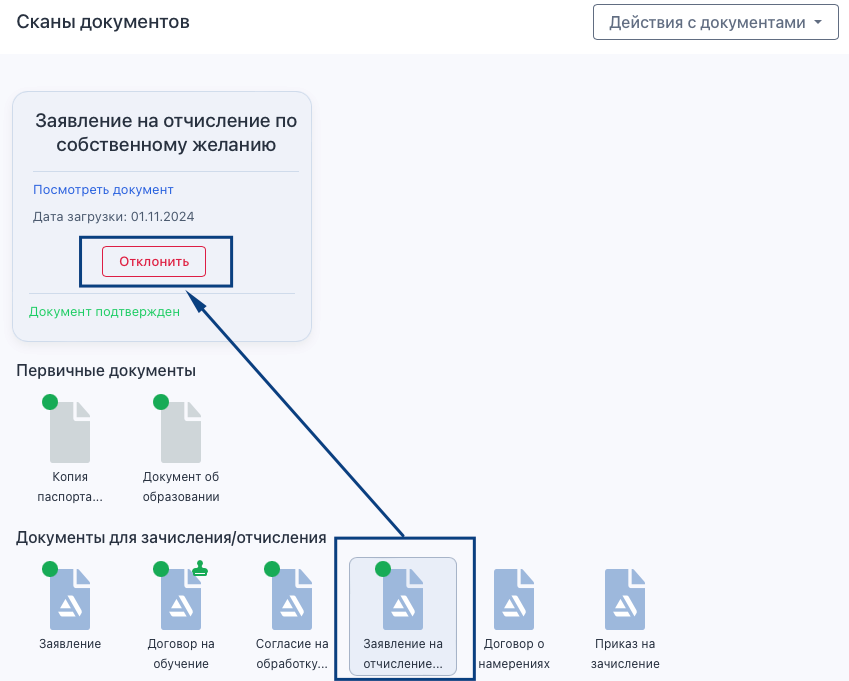 Сканы документов
Действия с документами
Заявление на отчисление по
собственному желанию
Посмотреть документ
Дата загрузки: 01.11.2024
Отклонить
Документ подтвержден
Первичные документы
Копия
паспорта...
Документ об
образовании
Документы для зачисления/отчисления
Заявление
Договор на
обучение
Согласие на
обработку...
Заявление на
отчисление...
Договор о
намерениях
Приказ на
зачисление